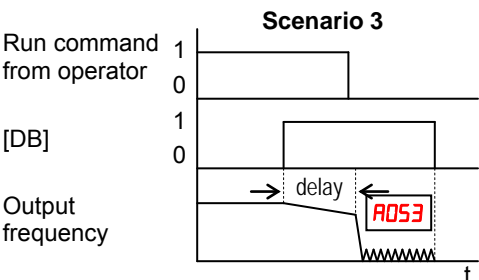 Scenario 3
Run command 1
from operator
0
[DB] 1
0
Output
frequency
delay
A053
t